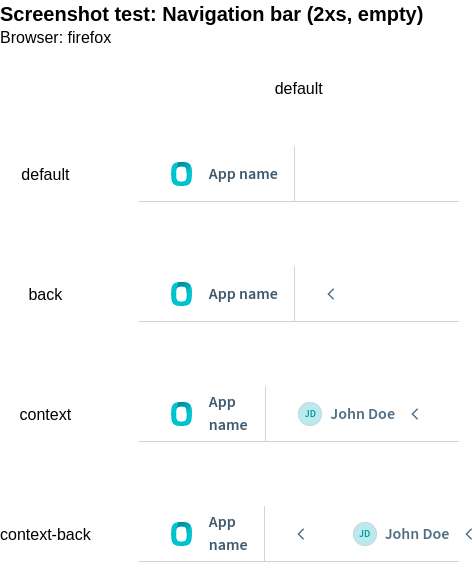 Screenshot test: Navigation bar (2xs, empty)
Browser: firefox
default
default App name
back App name
context App name JD John Doe
context-back App name JD John Doe